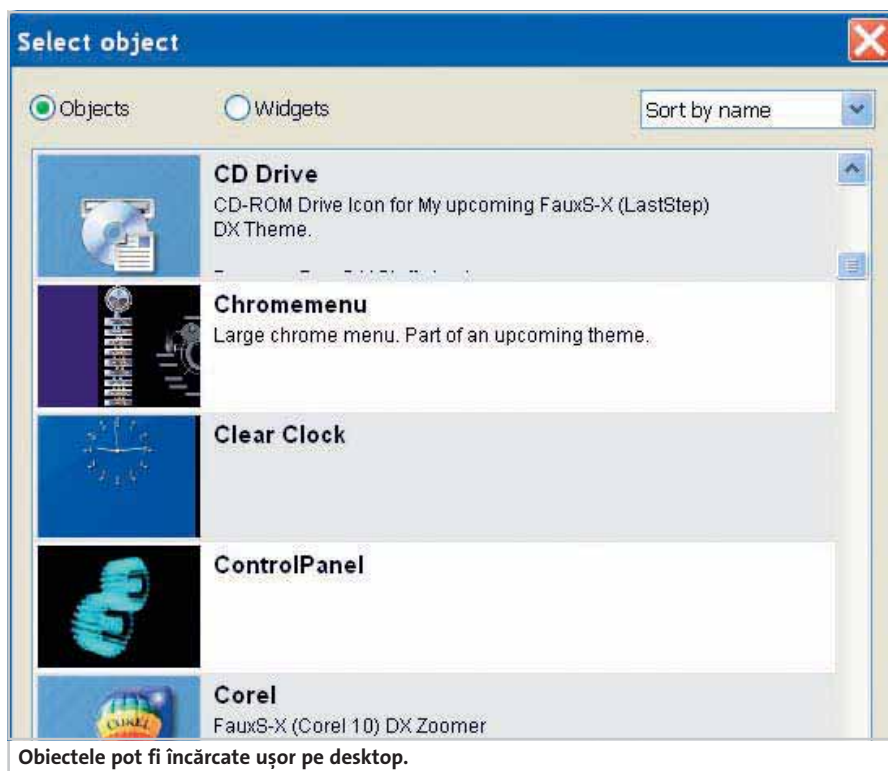 Select object
Objects
Widgets
Sort by name
CD Drive
CD-ROM Drive Icon for My upcoming FauxS-X (LastStep)
DX Theme.
Chromemenu
Large chrome menu. Part of an upcoming theme.
Clear Clock
ControlPanel
Corel
FauxS-X (Corel 10) DX Zoomer
COREL
Obiectele pot fi încărcate ușor pe desktop.